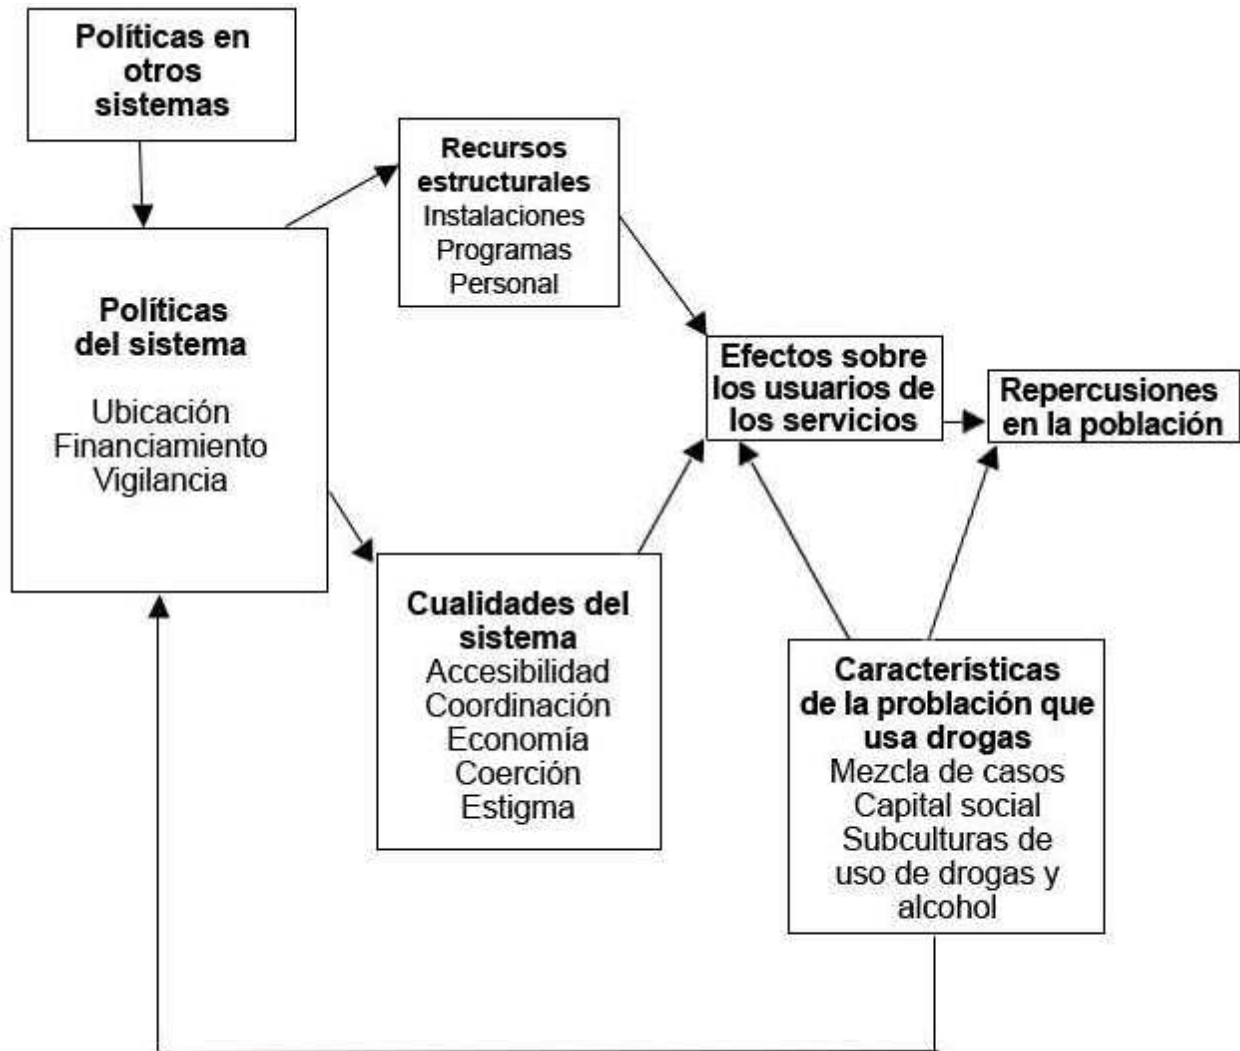 Políticas en
otros
sistemas
Recursos
estructurales
Instalaciones
Programas
Personal
Políticas
del sistema
Ubicación
Financiamiento
Vigilancia
Efectos sobre
los usuarios de
los servicios
Repercusiones
en la población
Cualidades del
sistema
Accesibilidad
Coordinación
Economía
Coerción
Estigma
Características
de la problación que
usa drogas
Mezcla de casos
Capital social
Subculturas de
uso de drogas y
alcohol